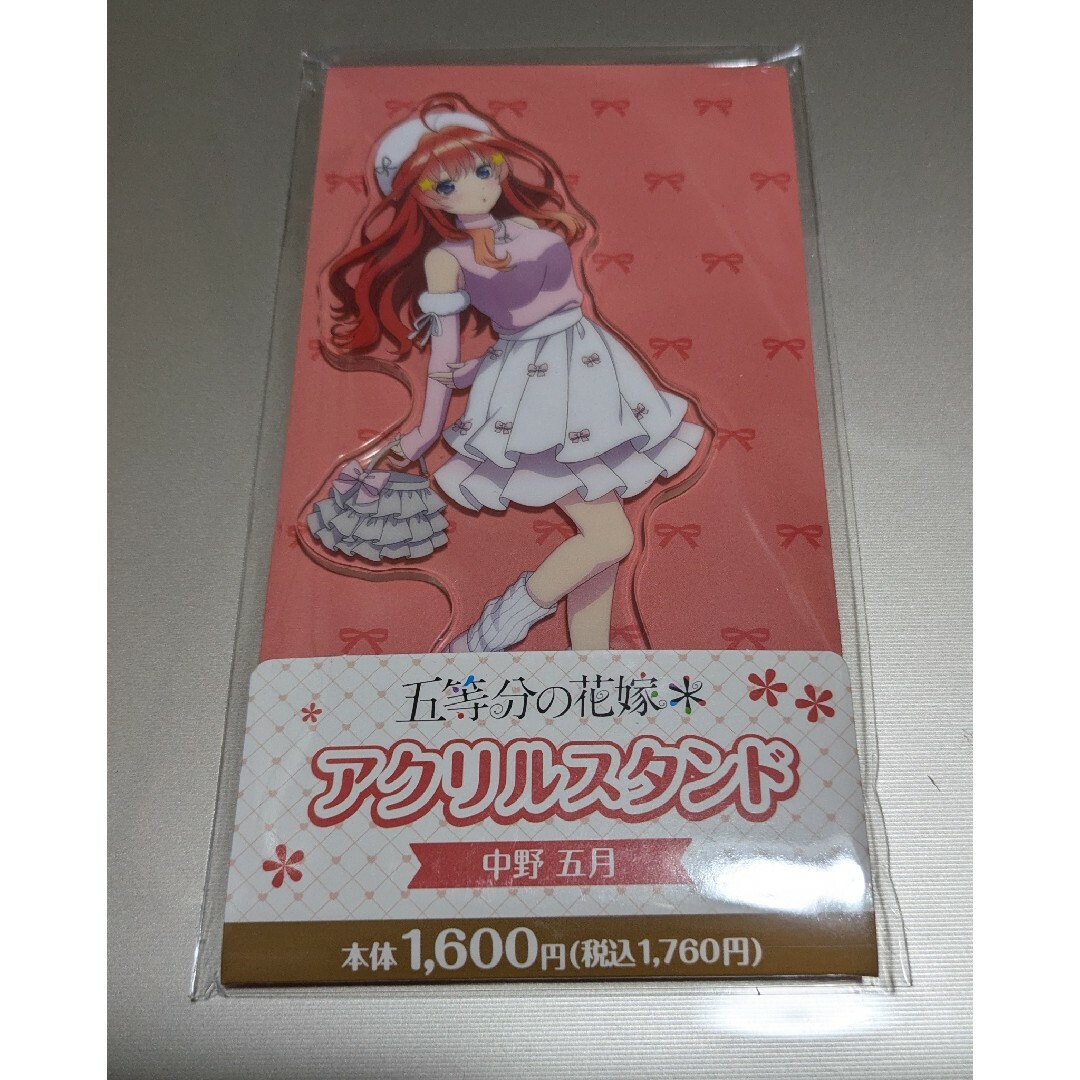 五等分の花嫁＊
アクリルスタンド
中野 五月
本体1,600円(税込1,760円)